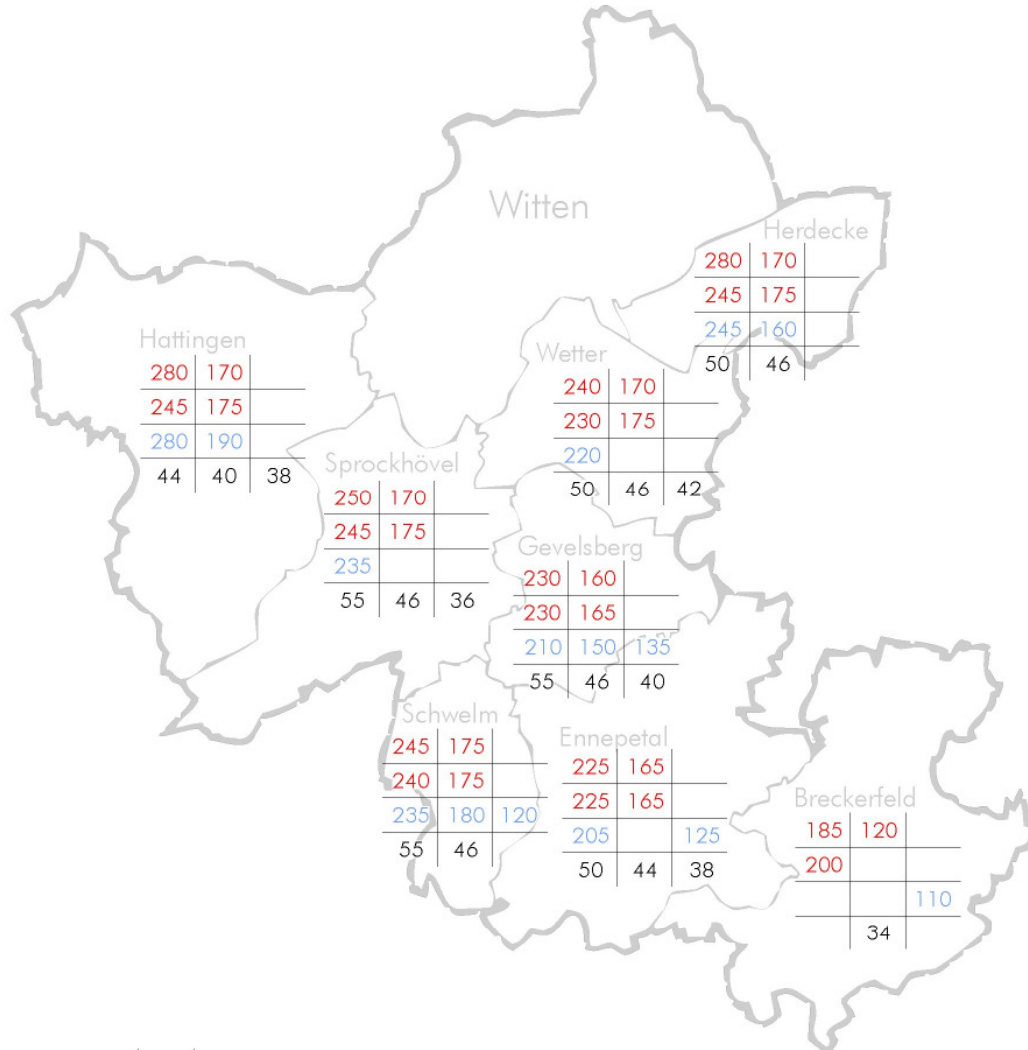 Witten
Herdecke
280 170
245 175
245 160
50 46
Hattingen
280 170
245 175
280 190
44 40 38
Wetter
240 170
230 175
220
50 46 42
Sprockhövel
250 170
245 175
235
55 46 36
Gevelsberg
230 160
230 165
210 150 135
55 46 40
Schwelm
245 175
240 175
235 180 120
55 46
Ennepetal
225 165
225 165
205 125
50 44 38
Breckerfeld
185 120
200
110
34